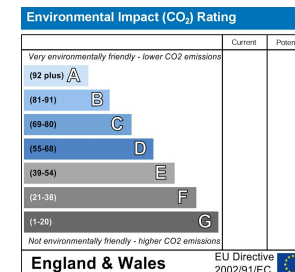 Environmental Impact (CO₂) Rating
Current Poten
Very environmentally friendly - lower CO2 emissions
(92 plus) A
(81-91) B
(69-80) C
(55-68) D
(39-54) E
(21-38) F
(1-20) G
Not environmentally friendly - higher CO2 emissions
England & Wales
EU Directive
2002/91/EC